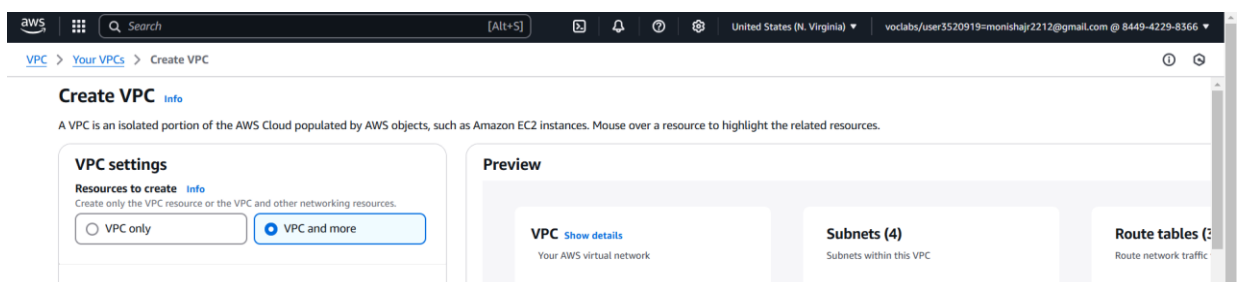 aws Search [Alt+S] United States (N. Virginia) ▼ voclabs/user3520919=monishajr2212@gmail.com @ 8449-4229-8366 ▼
VPC > Your VPCs > Create VPC
Create VPC Info
A VPC is an isolated portion of the AWS Cloud populated by AWS objects, such as Amazon EC2 instances. Mouse over a resource to highlight the related resources.
VPC settings
Resources to create Info
Create only the VPC resource or the VPC and other networking resources.
VPC only
VPC and more
Preview
VPC Show details
Your AWS virtual network
Subnets (4)
Subnets within this VPC
Route tables (3
Route network traffic